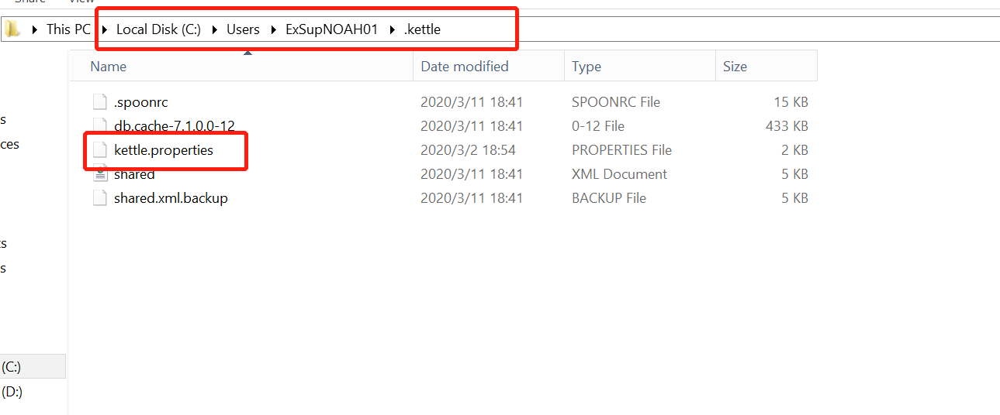 Share View
This PC Local Disk (C:) Users ExSupNOAH01 .kettle
Name Date modified Type Size
.spoonrc 2020/3/11 18:41 SPOONRC File 15 KB
db.cache-7.1.0.0-12 2020/3/11 18:41 0-12 File 433 KB
s
ces
kettle.properties 2020/3/2 18:54 PROPERTIES File 2 KB
shared 2020/3/11 18:41 XML Document 5 KB
shared.xml.backup 2020/3/11 18:41 BACKUP File 5 KB
s
s
(C:)
(D:)